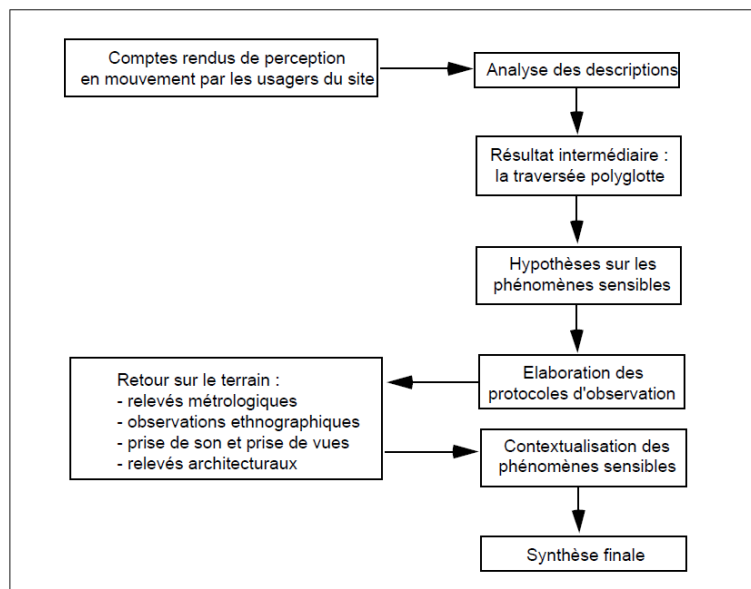 Comptes rendus de perception
en mouvement par les usagers du site
Analyse des descriptions
Résultat intermédiaire :
la traversée polyglotte
Hypothèses sur les
phénomènes sensibles
Elaboration des
protocoles d'observation
Retour sur le terrain :
- relevés métrologiques
- observations ethnographiques
- prise de son et prise de vues
- relevés architecturaux
Contextualisation des
phénomènes sensibles
Synthèse finale